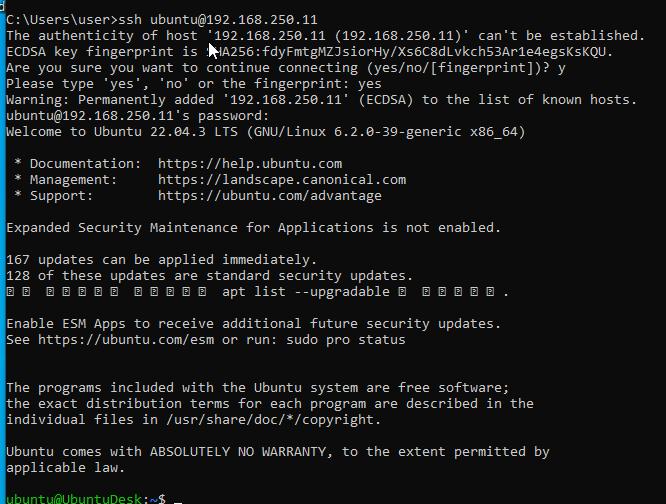 C:\Users\user>ssh ubuntu@192.168.250.11
The authenticity of host '192.168.250.11 (192.168.250.11)' can't be established.
ECDSA key fingerprint is SHA256:fdyFmtgMZJsiorHy/Xs6C8dLvkch53Ar1e4egsKsKQU.
Are you sure you want to continue connecting (yes/no/[fingerprint])? y
Please type 'yes', 'no' or the fingerprint: yes
Warning: Permanently added '192.168.250.11' (ECDSA) to the list of known hosts.
ubuntu@192.168.250.11's password:
Welcome to Ubuntu 22.04.3 LTS (GNU/Linux 6.2.0-39-generic x86_64)
* Documentation: https://help.ubuntu.com
* Management: https://landscape.canonical.com
* Support: https://ubuntu.com/advantage
Expanded Security Maintenance for Applications is not enabled.
167 updates can be applied immediately.
128 of these updates are standard security updates.
apt list --upgradable .
Enable ESM Apps to receive additional future security updates.
See https://ubuntu.com/esm or run: sudo pro status
The programs included with the Ubuntu system are free software;
the exact distribution terms for each program are described in the
individual files in /usr/share/doc/*/copyright.
Ubuntu comes with ABSOLUTELY NO WARRANTY, to the extent permitted by
applicable law.
ubuntu@UbuntuDesk:~$ _